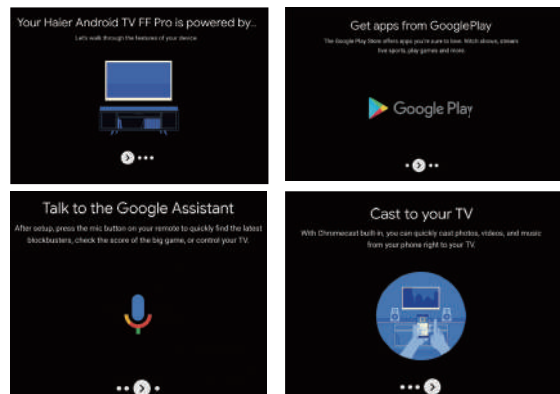 Your Haier Android TV FF Pro is powered by..
Let's walk through the features of your device
Get apps from GooglePlay
The Google Play Store offers apps you're sure to love. Witch above, stream
live sports, play games and more.
Google Play
Talk to the Google Assistant
After setup, press the mic button on your remote to quickly find the latest
blockbusters, check the score of the big game, or control your TV.
Cast to your TV
With Chromecast built-in, you can quickly cast photos, videos, and music
from your phone right to your TV.